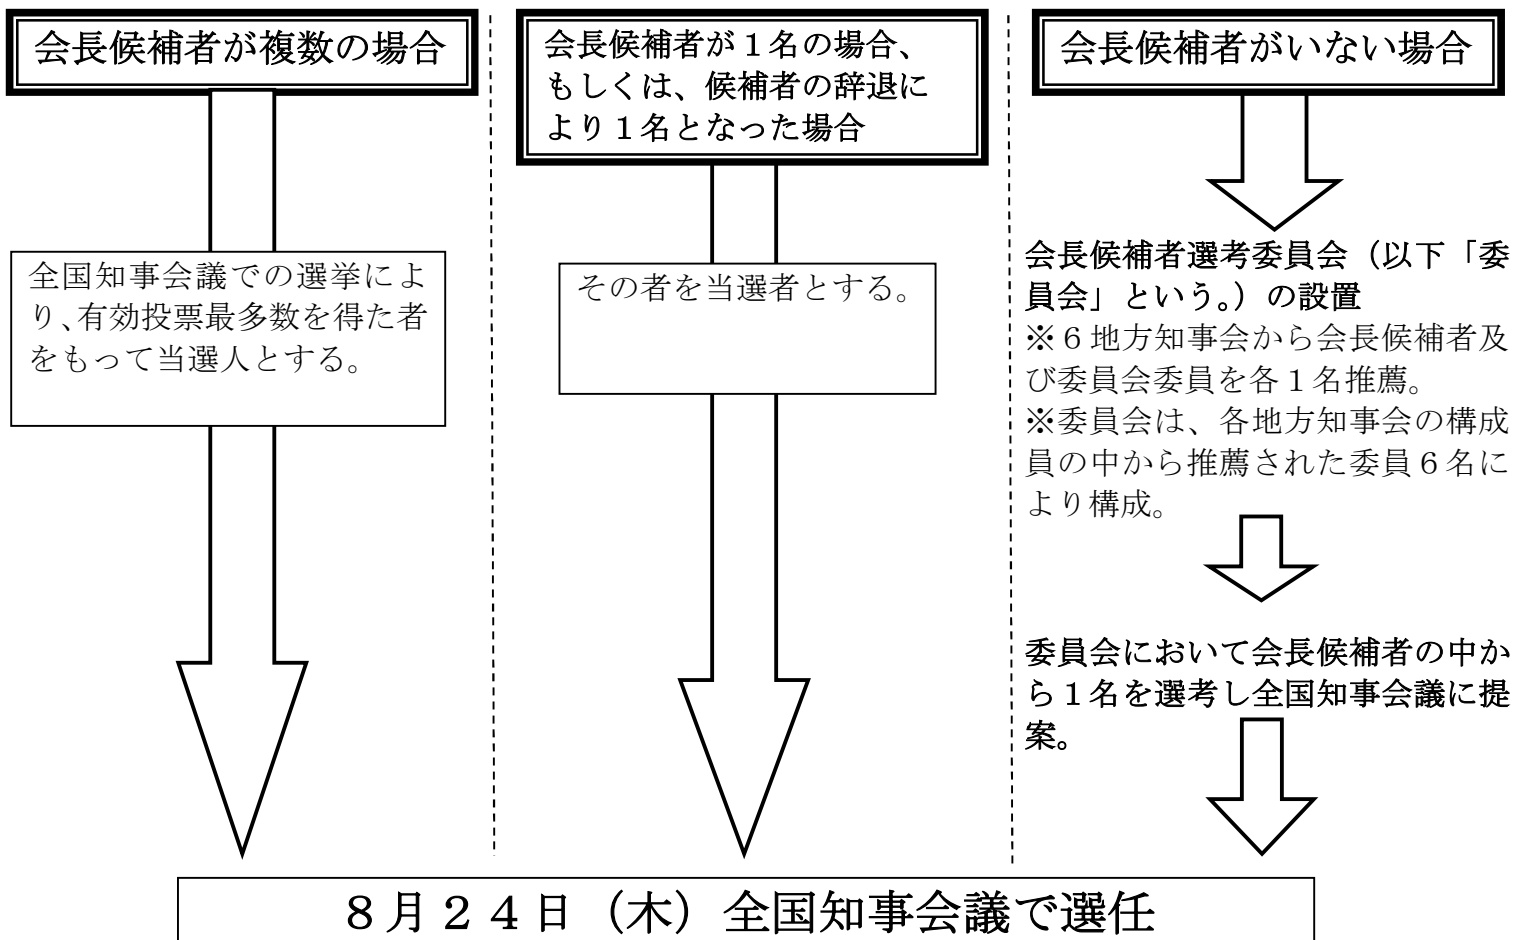 会長候補者が複数の場合
全国知事会議での選挙によ
り、有効投票最多数を得た者
をもって当選人とする。
会長候補者が１名の場合、
もしくは、候補者の辞退に
より１名となった場合
その者を当選者とする。
会長候補者がいない場合
会長候補者選考委員会（以下「委
員会」という。）の設置
※６地方知事会から会長候補者及
び委員会委員を各１名推薦。
※委員会は、各地方知事会の構成
員の中から推薦された委員６名に
より構成。
委員会において会長候補者の中か
ら１名を選考し全国知事会議に提
案。
８月２４日（木）全国知事会議で選任